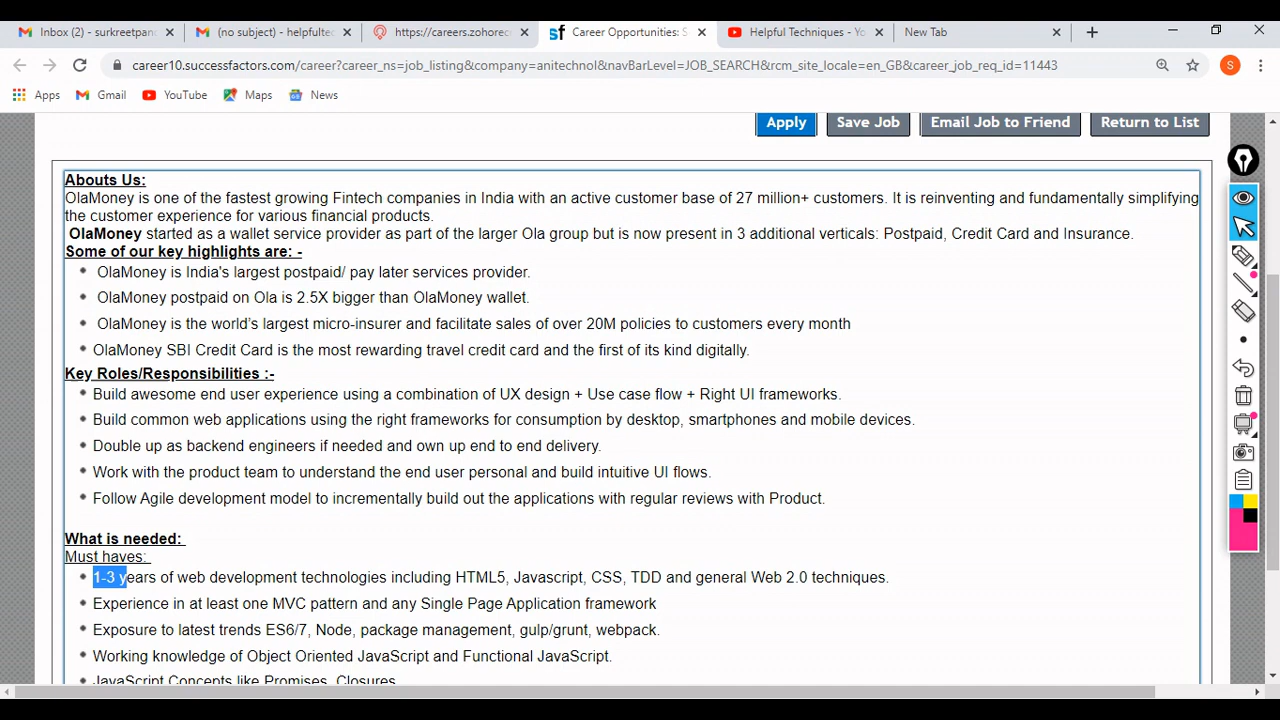 Inbox (2) - surkreetpan
(no subject) - helpfultec
https://careers.zohorec
Career Opportunities: S
Helpful Techniques - Yo
New Tab
career10.successfactors.com/career?career_ns=job_listing&company=anitechnol&navBarLevel=JOB_SEARCH&rcm_site_locale=en_GB&career_job_req_id=11443
S
Apps
Gmail
YouTube
Maps
News
Apply
Save Job
Email Job to Friend
Return to List
Abouts Us:
OlaMoney is one of the fastest growing Fintech companies in India with an active customer base of 27 million+ customers. It is reinventing and fundamentally simplifying
the customer experience for various financial products.
OlaMoney started as a wallet service provider as part of the larger Ola group but is now present in 3 additional verticals: Postpaid, Credit Card and Insurance.
Some of our key highlights are: -
OlaMoney is India's largest postpaid/ pay later services provider.
OlaMoney postpaid on Ola is 2.5X bigger than OlaMoney wallet.
OlaMoney is the world's largest micro-insurer and facilitate sales of over 20M policies to customers every month
OlaMoney SBI Credit Card is the most rewarding travel credit card and the first of its kind digitally.
Key Roles/Responsibilities :-
Build awesome end user experience using a combination of UX design + Use case flow + Right UI frameworks.
Build common web applications using the right frameworks for consumption by desktop, smartphones and mobile devices.
Double up as backend engineers if needed and own up end to end delivery.
Work with the product team to understand the end user personal and build intuitive UI flows.
Follow Agile development model to incrementally build out the applications with regular reviews with Product.
What is needed:
Must haves:
1-3 years of web development technologies including HTML5, Javascript, CSS, TDD and general Web 2.0 techniques.
Experience in at least one MVC pattern and any Single Page Application framework
Exposure to latest trends ES6/7, Node, package management, gulp/grunt, webpack.
Working knowledge of Object Oriented JavaScript and Functional JavaScript.
JavaScript Concepts like Promises, Closures